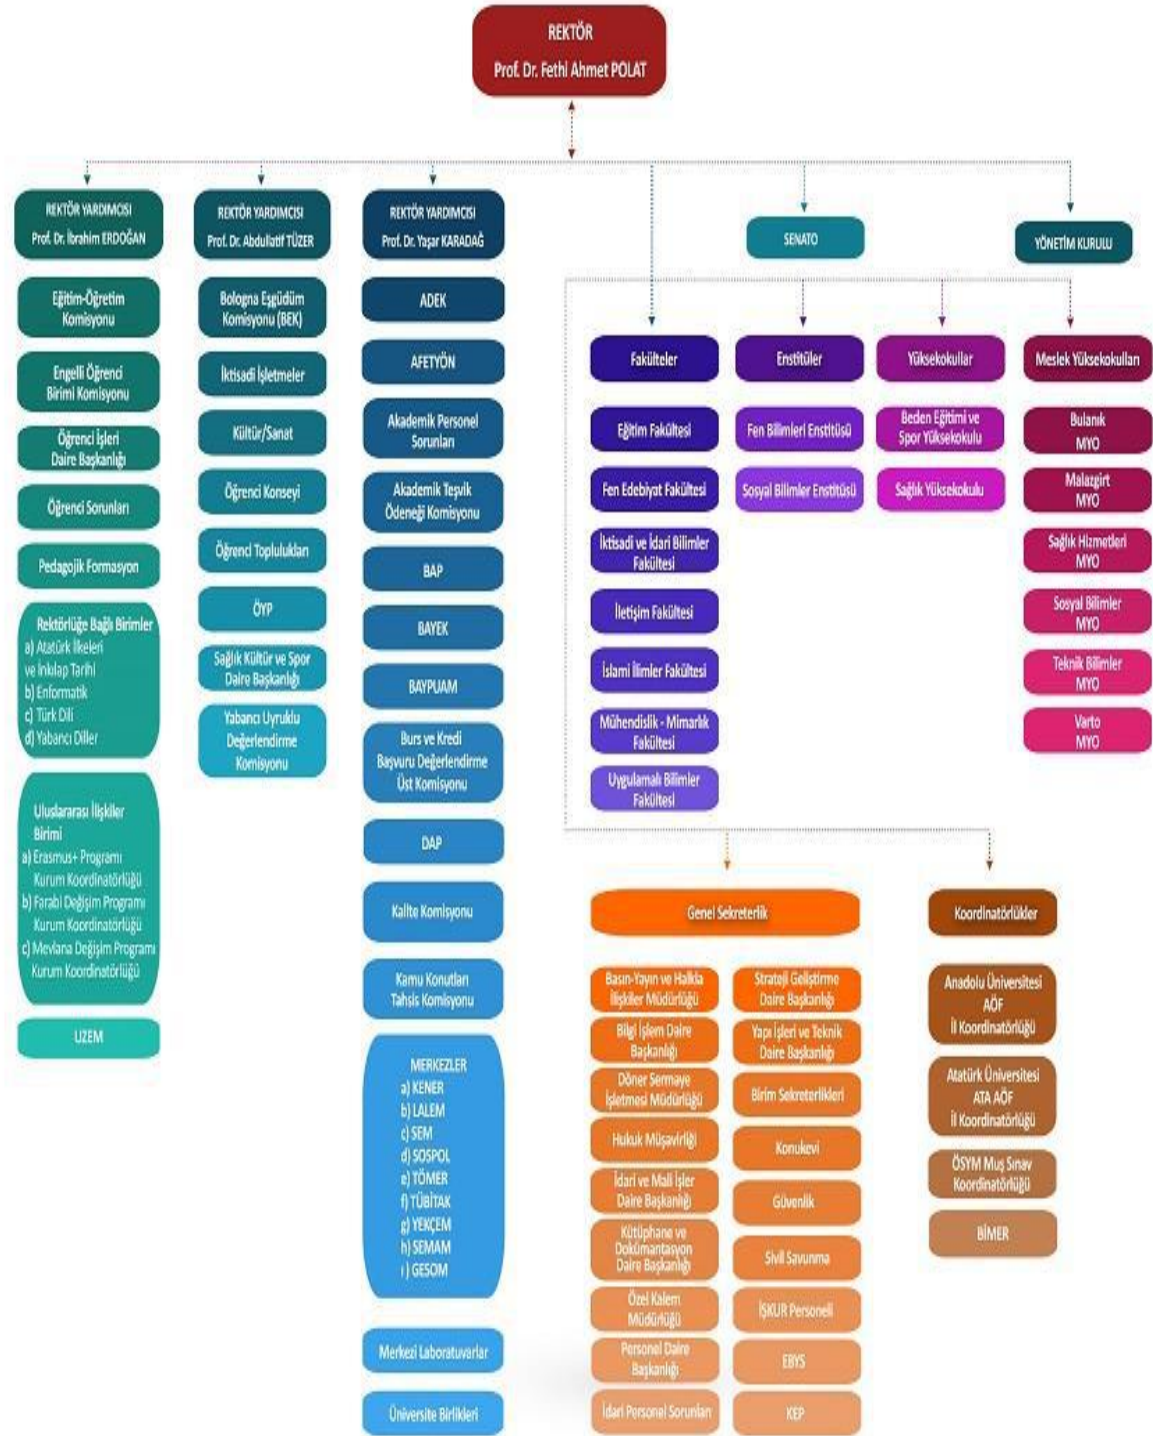 REKTÖR
Prof. Dr. Fethi Ahmet POLAT
REKTÖR YARDIMCISI
Prof. Dr. İbrahim ERDOĞAN
Eğitim-Öğretim
Komisyonu
Engelli Öğrenci
Birimi Komisyonu
Öğrenci İşleri
Daire Başkanlığı
Öğrenci Sorunları
Pedagojik Formasyon
Rektörlüğe Bağlı Birimler
a) Atatürk İlkeleri
ve İnkılap Tarihi
b) Enformatik
c) Türk Dili
d) Yabancı Diller
Uluslararası İlişkiler
Birimi
a) Erasmus+ Programı
Kurum Koordinatörlüğü
b) Farabi Değişim Programı
Kurum Koordinatörlüğü
c) Mevlana Değişim Programı
Kurum Koordinatörlüğü
UZEM
REKTÖR YARDIMCISI
Prof. Dr. Abdullatif TÜZER
Bologna Eşgüdüm
Komisyonu (BEK)
İktisadi İşletmeler
Kültür/Sanat
Öğrenci Konseyi
Öğrenci Toplulukları
ÖYP
Sağlık Kültür ve Spor
Daire Başkanlığı
Yabancı Uyruklu
Değerlendirme
Komisyonu
REKTÖR YARDIMCISI
Prof. Dr. Yaşar KARADAĞ
ADEK
AFETYÖN
Akademik Personel
Sorunları
Akademik Teşvik
Ödeneği Komisyonu
BAP
BAYEK
BAYPUAM
Burs ve Kredi
Başvuru Değerlendirme
Üst Komisyonu
DAP
Kalite Komisyonu
Kamu Konutları
Tahsis Komisyonu
MERKEZLER
a) KENER
b) LALEM
c) SEM
d) SOSPOL
e) TÖMER
f) TÜBİTAK
g) YEKÇEM
h) SEMAM
ı) GESOM
Merkezi Laboratuvarlar
Üniversite Birlikleri
SENATO
YÖNETİM KURULU
Fakülteler
Eğitim Fakültesi
Fen Edebiyat Fakültesi
İktisadi ve İdari Bilimler
Fakültesi
İletişim Fakültesi
İslami İlimler Fakültesi
Mühendislik - Mimarlık
Fakültesi
Uygulamalı Bilimler
Fakültesi
Enstitüler
Fen Bilimleri Enstitüsü
Sosyal Bilimler Enstitüsü
Yüksekokullar
Beden Eğitimi ve
Spor Yüksekokulu
Sağlık Yüksekokulu
Meslek Yüksekokulları
Bulanık
MYO
Malazgirt
MYO
Sağlık Hizmetleri
MYO
Sosyal Bilimler
MYO
Teknik Bilimler
MYO
Varto
MYO
Genel Sekreterlik
Basın-Yayın ve Halkla
İlişkiler Müdürlüğü
Bilgi İşlem Daire
Başkanlığı
Döner Sermaye
İşletmesi Müdürlüğü
Hukuk Müşavirliği
İdari ve Mali İşler
Daire Başkanlığı
Kütüphane ve
Dokümantasyon
Daire Başkanlığı
Özel Kalem
Müdürlüğü
Personel Daire
Başkanlığı
İdari Personel Sorunları
Strateji Geliştirme
Daire Başkanlığı
Yapı İşleri ve Teknik
Daire Başkanlığı
Birim Sekreterlikleri
Konukevi
Güvenlik
Sivil Savunma
İŞKUR Personeli
EBYS
KEP
Koordinatörlükler
Anadolu Üniversitesi
AÖF
İl Koordinatörlüğü
Atatürk Üniversitesi
ATA AÖF
İl Koordinatörlüğü
ÖSYM Muş Sınav
Koordinatörlüğü
BİMER